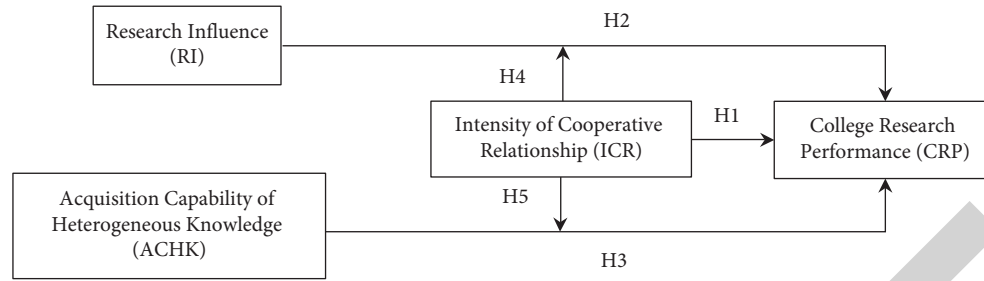 Research Influence
(RI)
H2
H4
Intensity of Cooperative
Relationship (ICR)
H1
College Research
Performance (CRP)
H5
Acquisition Capability of
Heterogeneous Knowledge
(ACHK)
H3